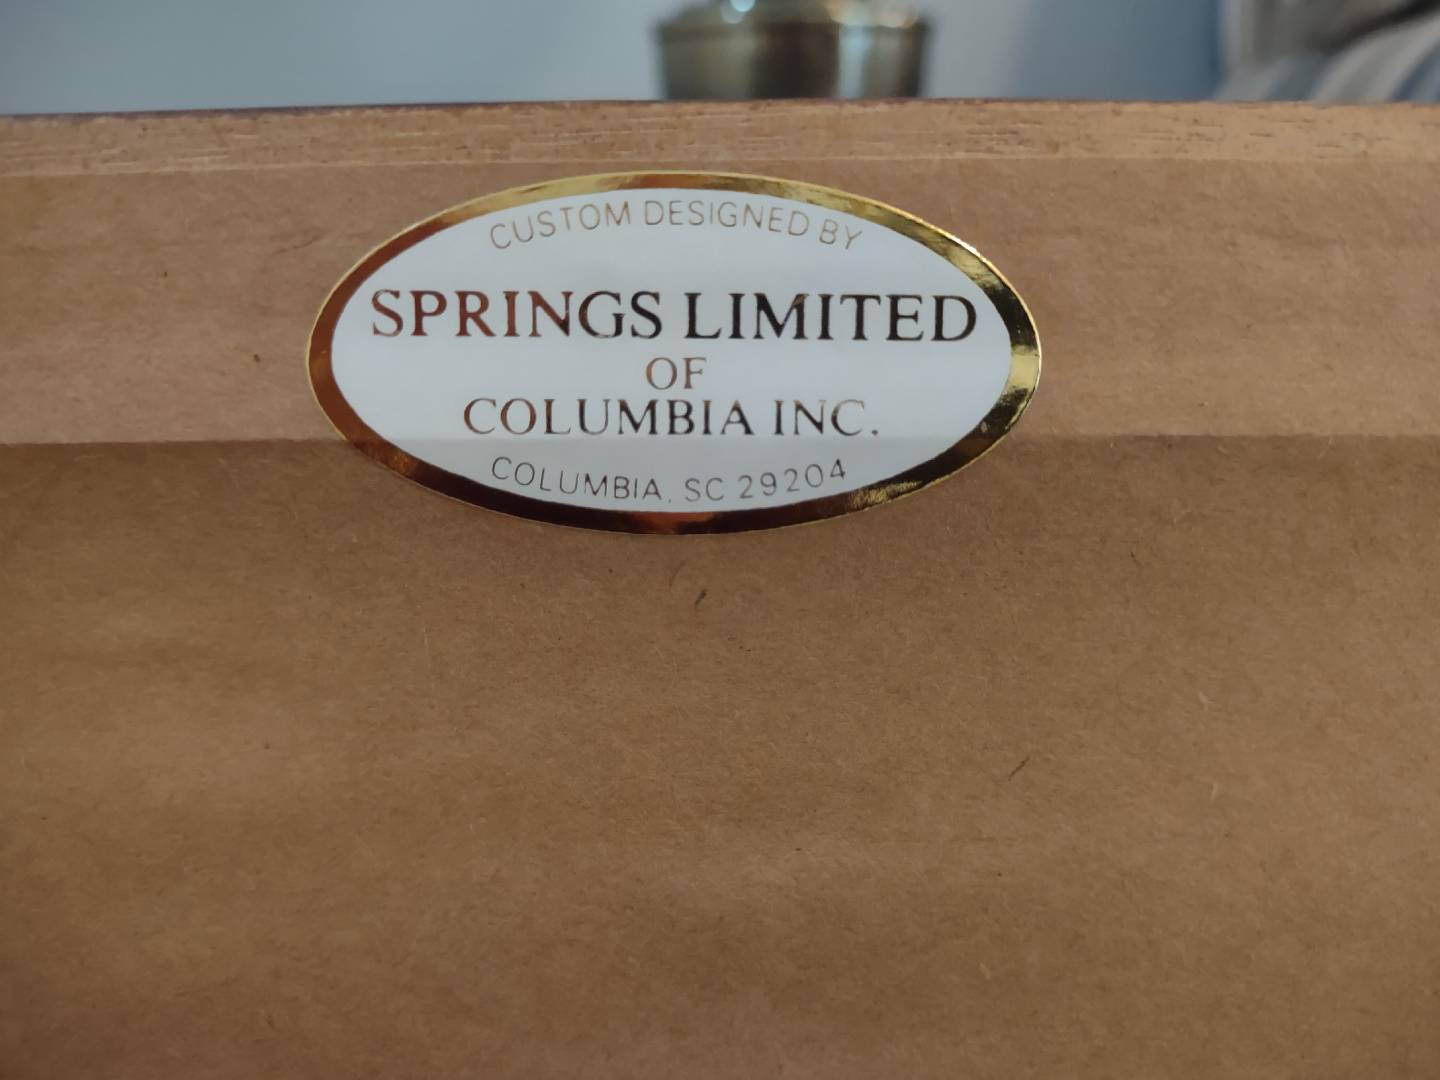 CUSTOM DESIGNED BY
SPRINGS LIMITED
OF
COLUMBIA INC.
COLUMBIA, SC 29204